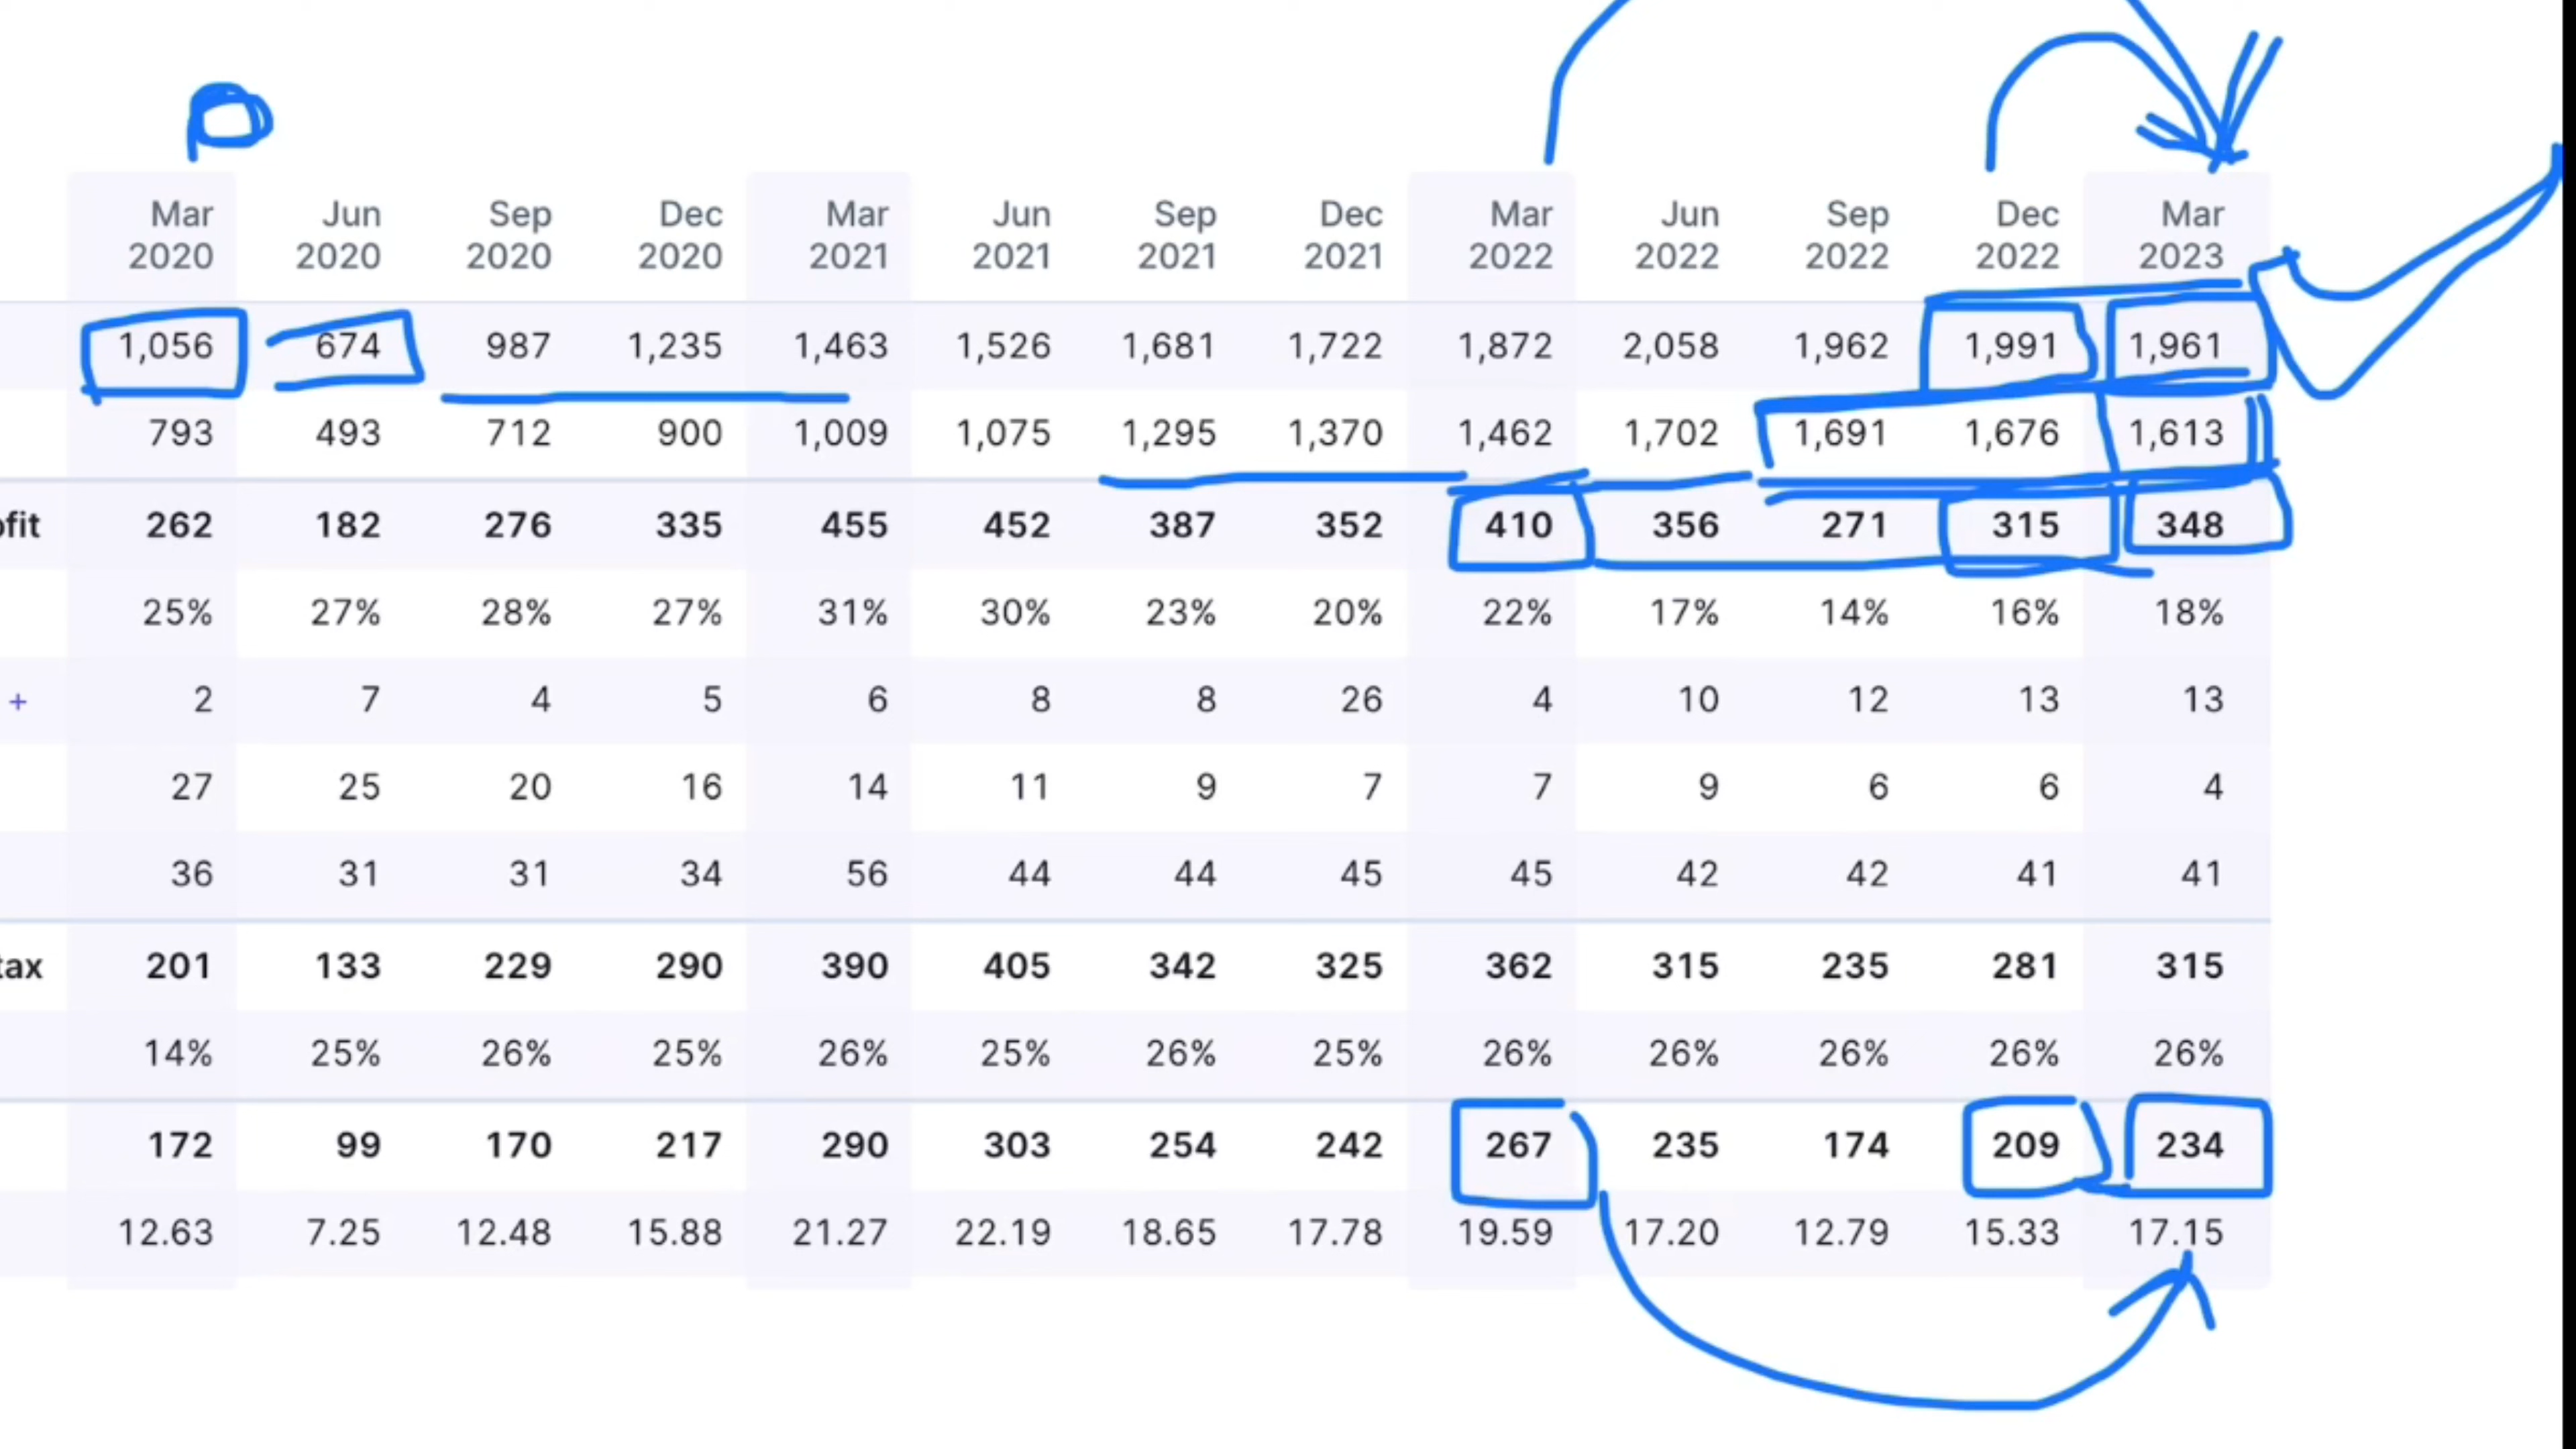 Mar Jun Sep Dec Mar Jun Sep Dec Mar Jun Sep Dec Mar
2020 2020 2020 2020 2021 2021 2021 2021 2022 2022 2022 2022 2023
1,056 674 987 1,235 1,463 1,526 1,681 1,722 1,872 2,058 1,962 1,991 1,961
793 493 712 900 1,009 1,075 1,295 1,370 1,462 1,702 1,691 1,676 1,613
ofit 262 182 276 335 455 452 387 352 410 356 271 315 348
25% 27% 28% 27% 31% 30% 23% 20% 22% 17% 14% 16% 18%
+ 2 7 4 5 6 8 8 26 4 10 12 13 13
27 25 20 16 14 11 9 7 7 9 6 6 4
36 31 31 34 56 44 44 45 45 42 42 41 41
tax 201 133 229 290 390 405 342 325 362 315 235 281 315
14% 25% 26% 25% 26% 25% 26% 25% 26% 26% 26% 26% 26%
172 99 170 217 290 303 254 242 267 235 174 209 234
12.63 7.25 12.48 15.88 21.27 22.19 18.65 17.78 19.59 17.20 12.79 15.33 17.15